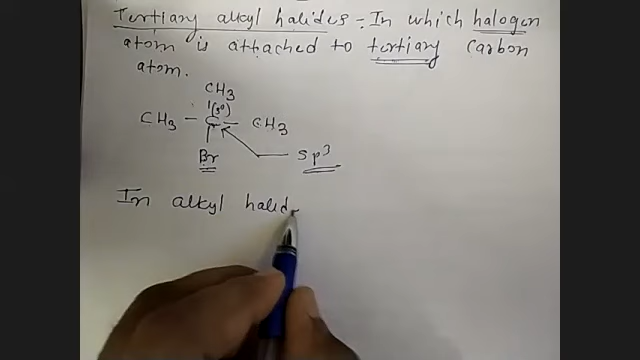 Tertiary alkyl halides :- In which halogen
atom is attached to tertiary carbon
atom.
CH3
(3°)
CH3 - C - CH3
Br
Sp3
In alkyl halid